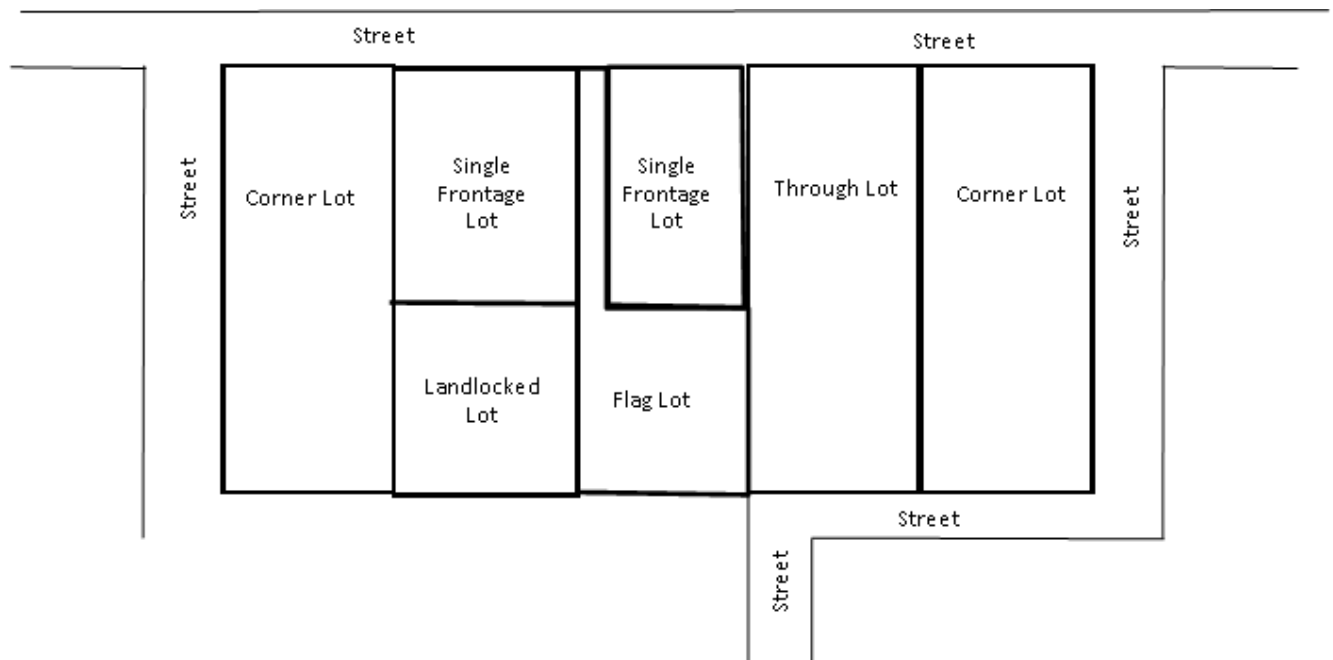 Street
Street
Street
Corner Lot
Single
Frontage
Lot
Single
Frontage
Lot
Through Lot
Corner Lot
Street
Landlocked
Lot
Flag Lot
Street
Street